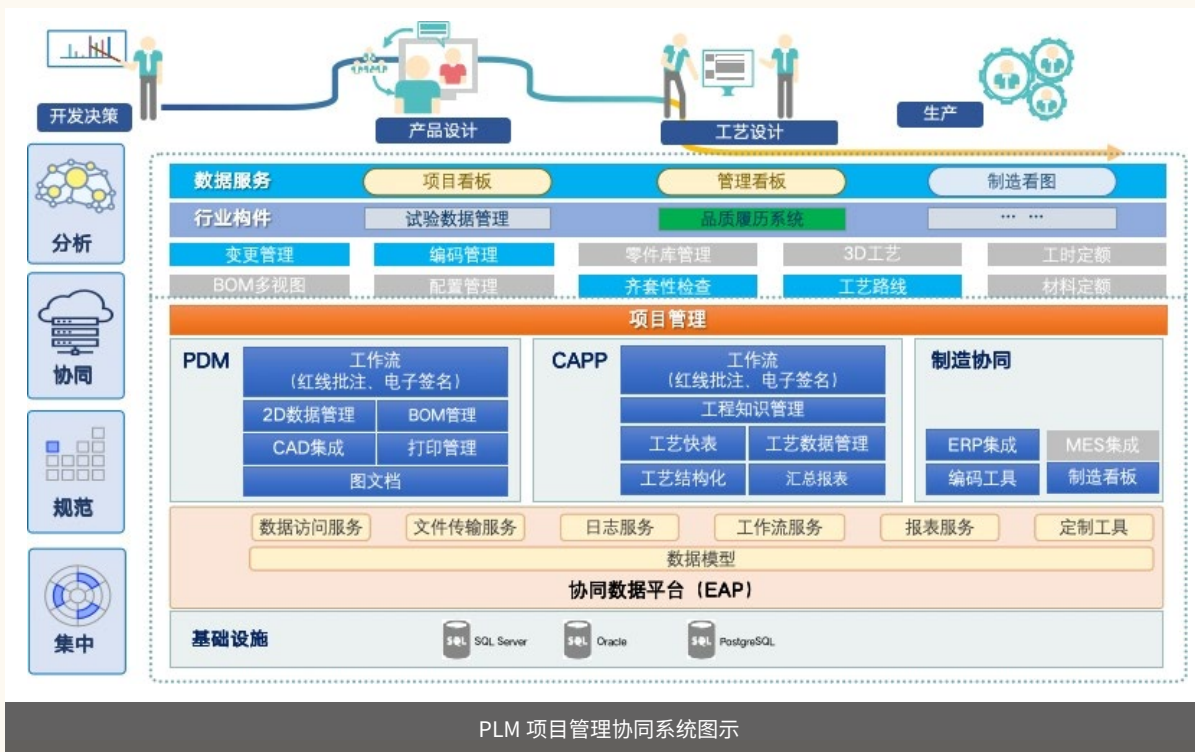 开发决策
产品设计
工艺设计
生产
分析
协同
规范
集中
数据服务
项目看板
管理看板
制造看图
行业构件
试验数据管理
品质履历系统
… …
变更管理
编码管理
零件库管理
3D工艺
工时定额
BOM多视图
配置管理
齐套性检查
工艺路线
材料定额
项目管理
PDM
工作流
(红线批注、电子签名)
2D数据管理
BOM管理
CAD集成
打印管理
图文档
CAPP
工作流
(红线批注、电子签名)
工程知识管理
工艺快表
工艺数据管理
工艺结构化
汇总报表
制造协同
ERP集成
MES集成
编码工具
制造看板
数据访问服务
文件传输服务
日志服务
工作流服务
报表服务
定制工具
数据模型
协同数据平台（EAP）
基础设施
SQL
SQL Server
SQL
Oracle
SQL
PostgreSQL
PLM 项目管理协同系统图示